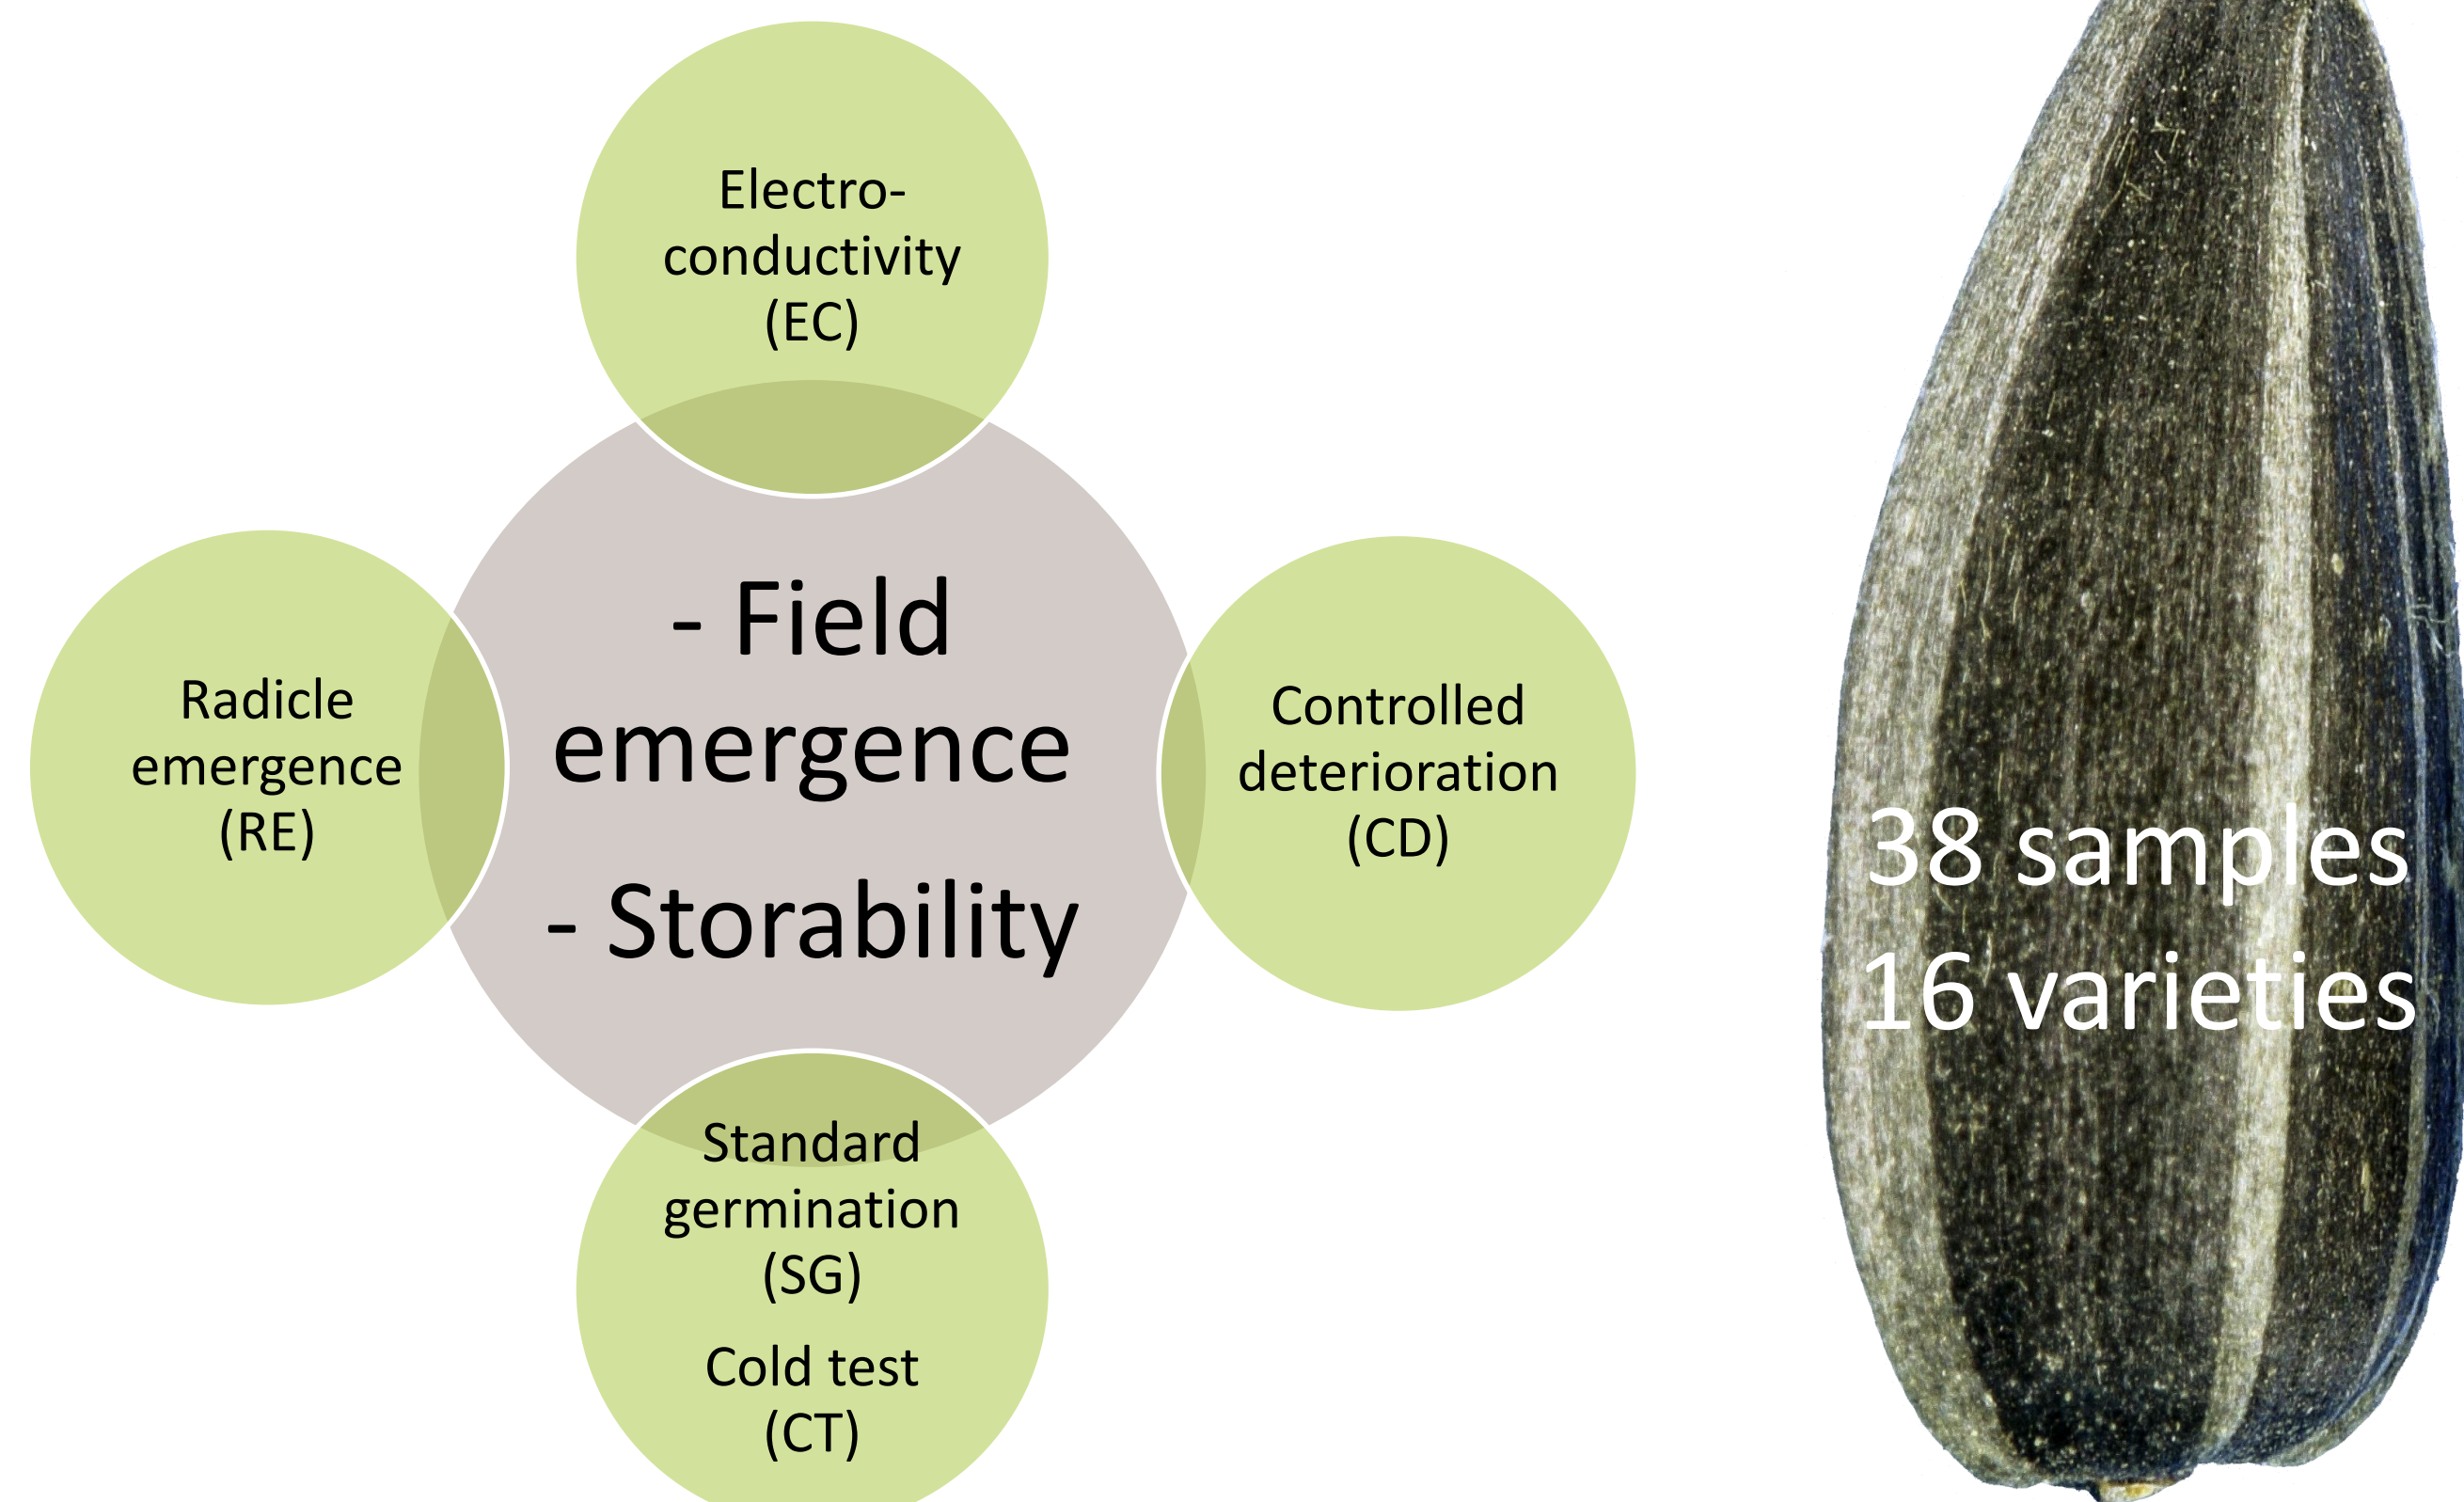 Electro-
conductivity
(EC)
Radicle
emergence
(RE)
- Field
emergence
- Storability
Controlled
deterioration
(CD)
Standard
germination
(SG)
Cold test
(CT)
38 samples
16 varieties